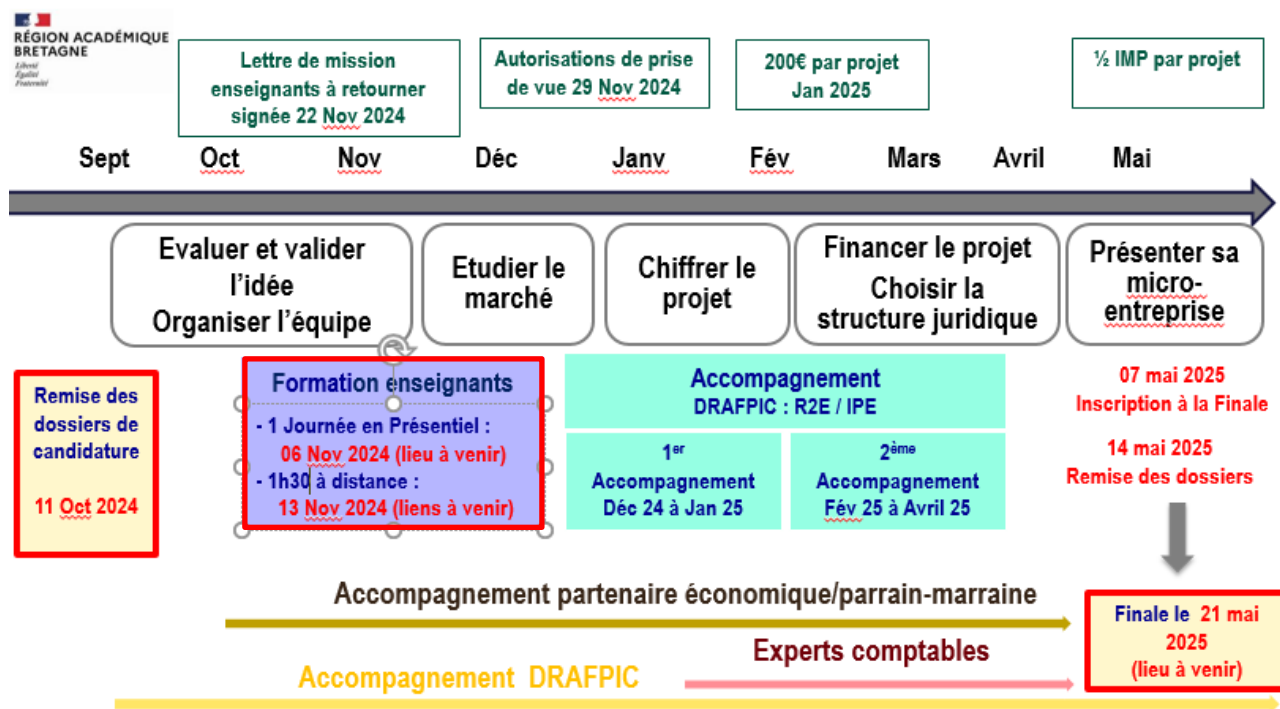 RÉGION ACADÉMIQUE
BRETAGNE
Liberté
Égalité
Fraternité
Lettre de mission
enseignants à retourner
signée 22 Nov 2024
Autorisations de prise
de vue 29 Nov 2024
200€ par projet
Jan 2025
½ IMP par projet
Sept Oct Nov Déc Janv Fév Mars Avril Mai
Evaluer et valider
l’idée
Organiser l’équipe
Etudier le
marché
Chiffrer le
projet
Financer le projet
Choisir la
structure juridique
Présenter sa
micro-
entreprise
Remise des
dossiers de
candidature
11 Oct 2024
Formation enseignants
- 1 Journée en Présentiel :
06 Nov 2024 (lieu à venir)
- 1h30 à distance :
13 Nov 2024 (liens à venir)
Accompagnement
DRAFPIC : R2E / IPE
1er
Accompagnement
Déc 24 à Jan 25
2ème
Accompagnement
Fév 25 à Avril 25
07 mai 2025
Inscription à la Finale
14 mai 2025
Remise des dossiers
Accompagnement partenaire économique/parrain-marraine
Experts comptables
Accompagnement DRAFPIC
Finale le 21 mai
2025
(lieu à venir)